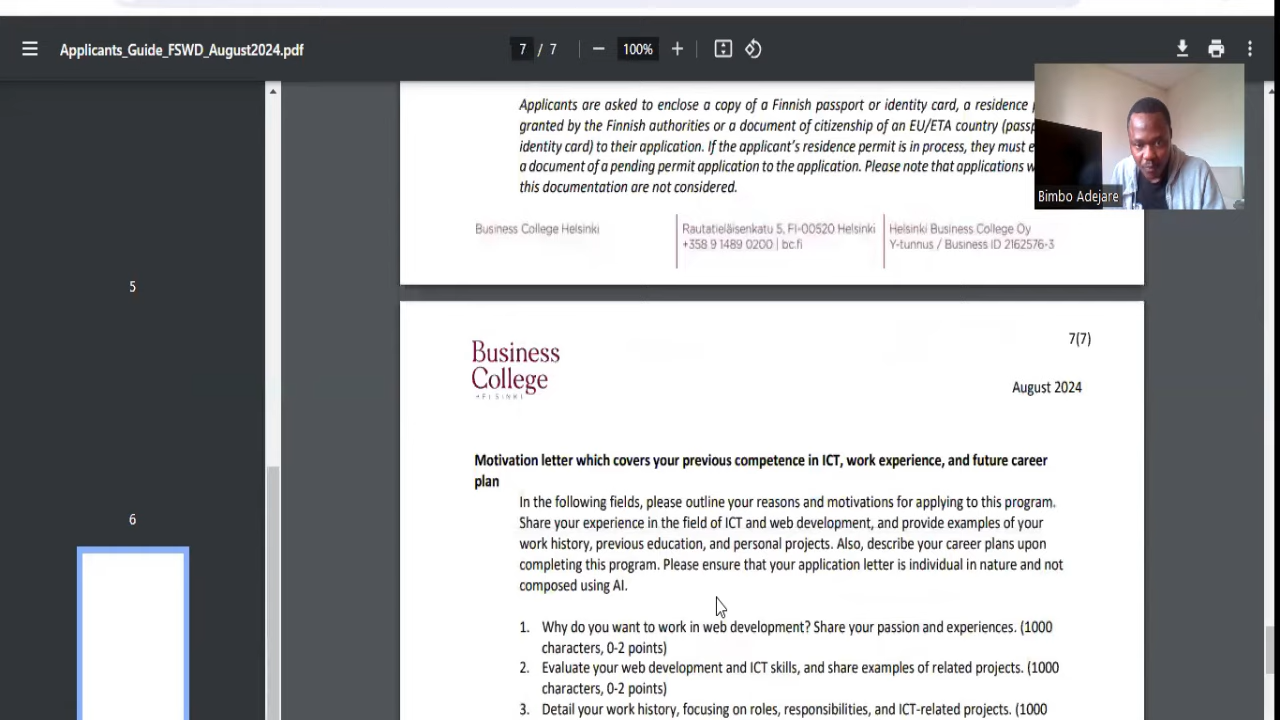 Applicants_Guide_FSWD_August2024.pdf
7 / 7
100%
Applicants are asked to enclose a copy of a Finnish passport or identity card, a residence
granted by the Finnish authorities or a document of citizenship of an EU/ETA country
identity card) to their application. If the applicant's residence permit is in process, they must
a document of a pending permit application to the application. Please note that applications
this documentation are not considered.
Bimbo Adejare
Business College Helsinki
Rautatieläisenkatu 5, FI-00520 Helsinki
+358 9 1489 0200 | bc.fi
Helsinki Business College Oy
Y-tunnus / Business ID 2162576-3
5
6
7(7)
Business
College
HELSINKI
August 2024
Motivation letter which covers your previous competence in ICT, work experience, and future career
plan
In the following fields, please outline your reasons and motivations for applying to this program.
Share your experience in the field of ICT and web development, and provide examples of your
work history, previous education, and personal projects. Also, describe your career plans upon
completing this program. Please ensure that your application letter is individual in nature and not
composed using AI.
1. Why do you want to work in web development? Share your passion and experiences. (1000
characters, 0-2 points)
2. Evaluate your web development and ICT skills, and share examples of related projects. (1000
characters, 0-2 points)
3. Detail your work history, focusing on roles, responsibilities, and ICT-related projects. (1000